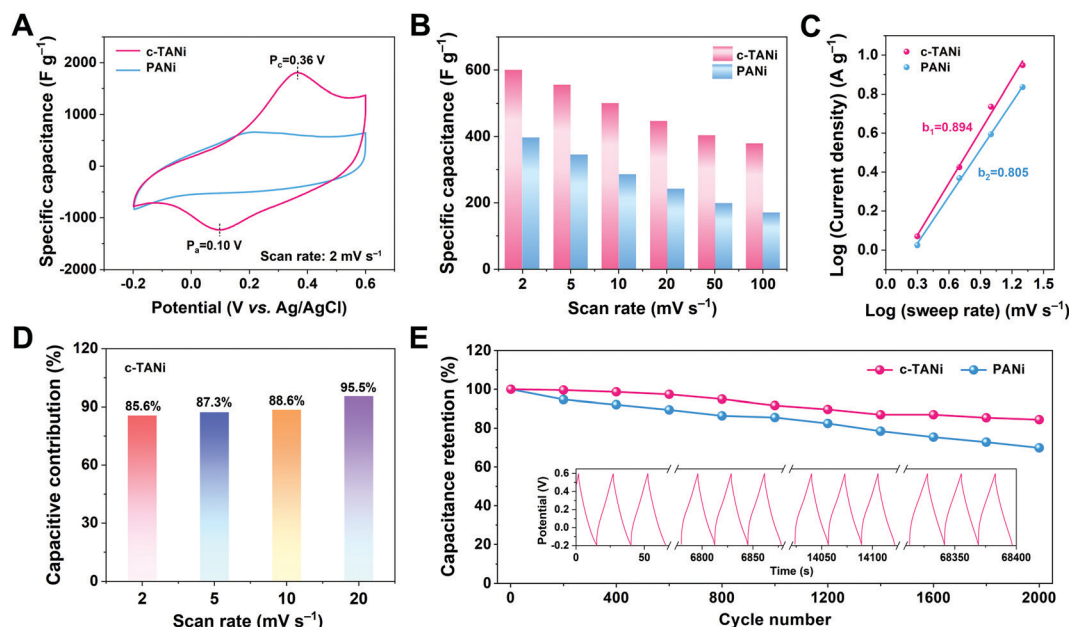 A
c-TANi
PANi
P_c=0.36 V
P_a=0.10 V
Scan rate: 2 mV s⁻¹
Specific capacitance (F g⁻¹)
2000
1000
0
-1000
-2000
-0.2 0.0 0.2 0.4 0.6
Potential (V vs. Ag/AgCl)
B
c-TANi
PANi
Specific capacitance (F g⁻¹)
600
400
200
0
2 5 10 20 50 100
Scan rate (mV s⁻¹)
C
c-TANi
PANi
b₁=0.894
b₂=0.805
Log (Current density) (A g⁻¹)
1.0
0.8
0.6
0.4
0.2
0.0
0.0 0.3 0.6 0.9 1.2 1.5
Log (sweep rate) (mV s⁻¹)
D
c-TANi
85.6% 87.3% 88.6% 95.5%
Capacitive contribution (%)
120
90
60
30
0
2 5 10 20
Scan rate (mV s⁻¹)
E
c-TANi PANi
Capacitance retention (%)
120
100
80
60
40
20
0
Potential (V)
0.6
0.4
0.2
0.0
-0.2
0 50 6800 6850 14050 14100 68350 68400
Time (s)
0 400 800 1200 1600 2000
Cycle number